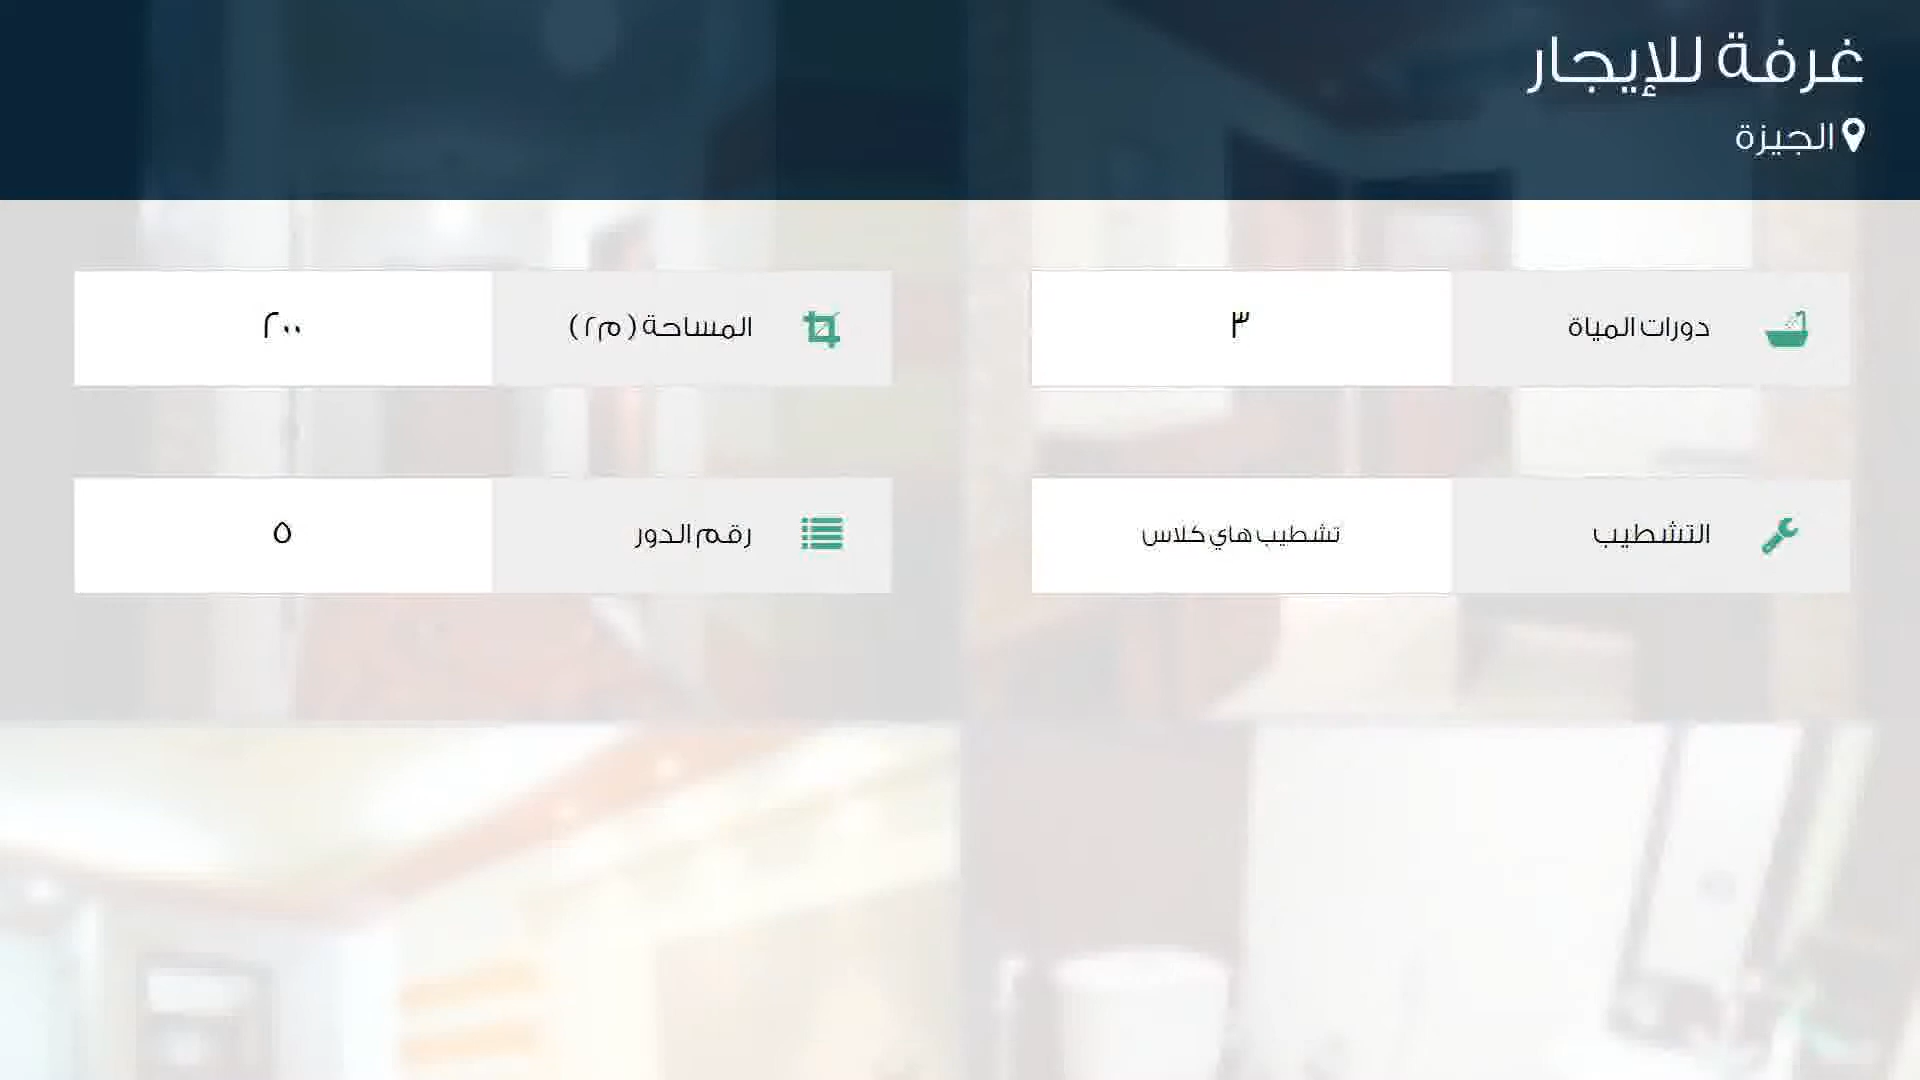 غرفة للإيجار
الجيزة
دورات المياة
٣
المساحة ( م٢ )
٢٠٠
التشطيب
تشطيب هاي كلاس
رقم الدور
٥